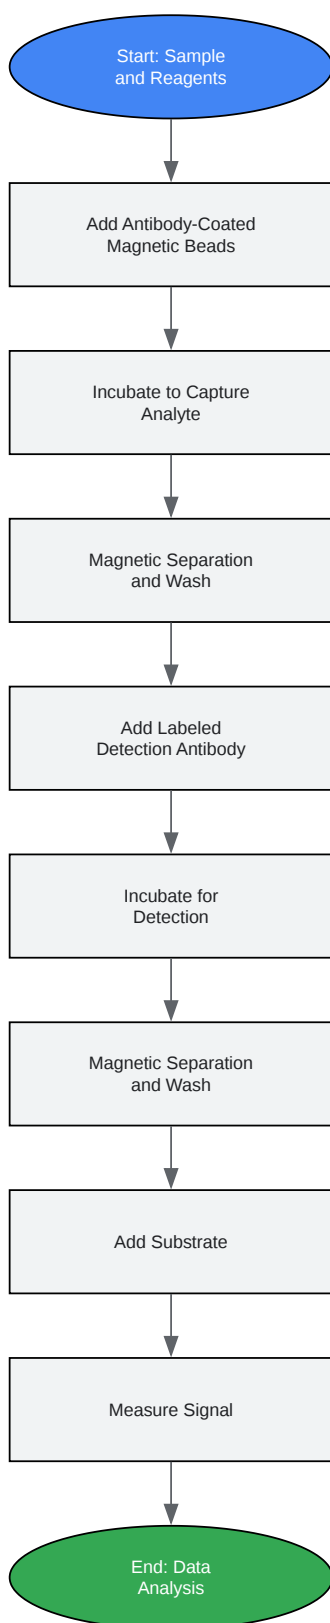 Start: Sample
and Reagents
Add Antibody-Coated
Magnetic Beads
Incubate to Capture
Analyte
Magnetic Separation
and Wash
Add Labeled
Detection Antibody
Incubate for
Detection
Magnetic Separation
and Wash
Add Substrate
Measure Signal
End: Data
Analysis